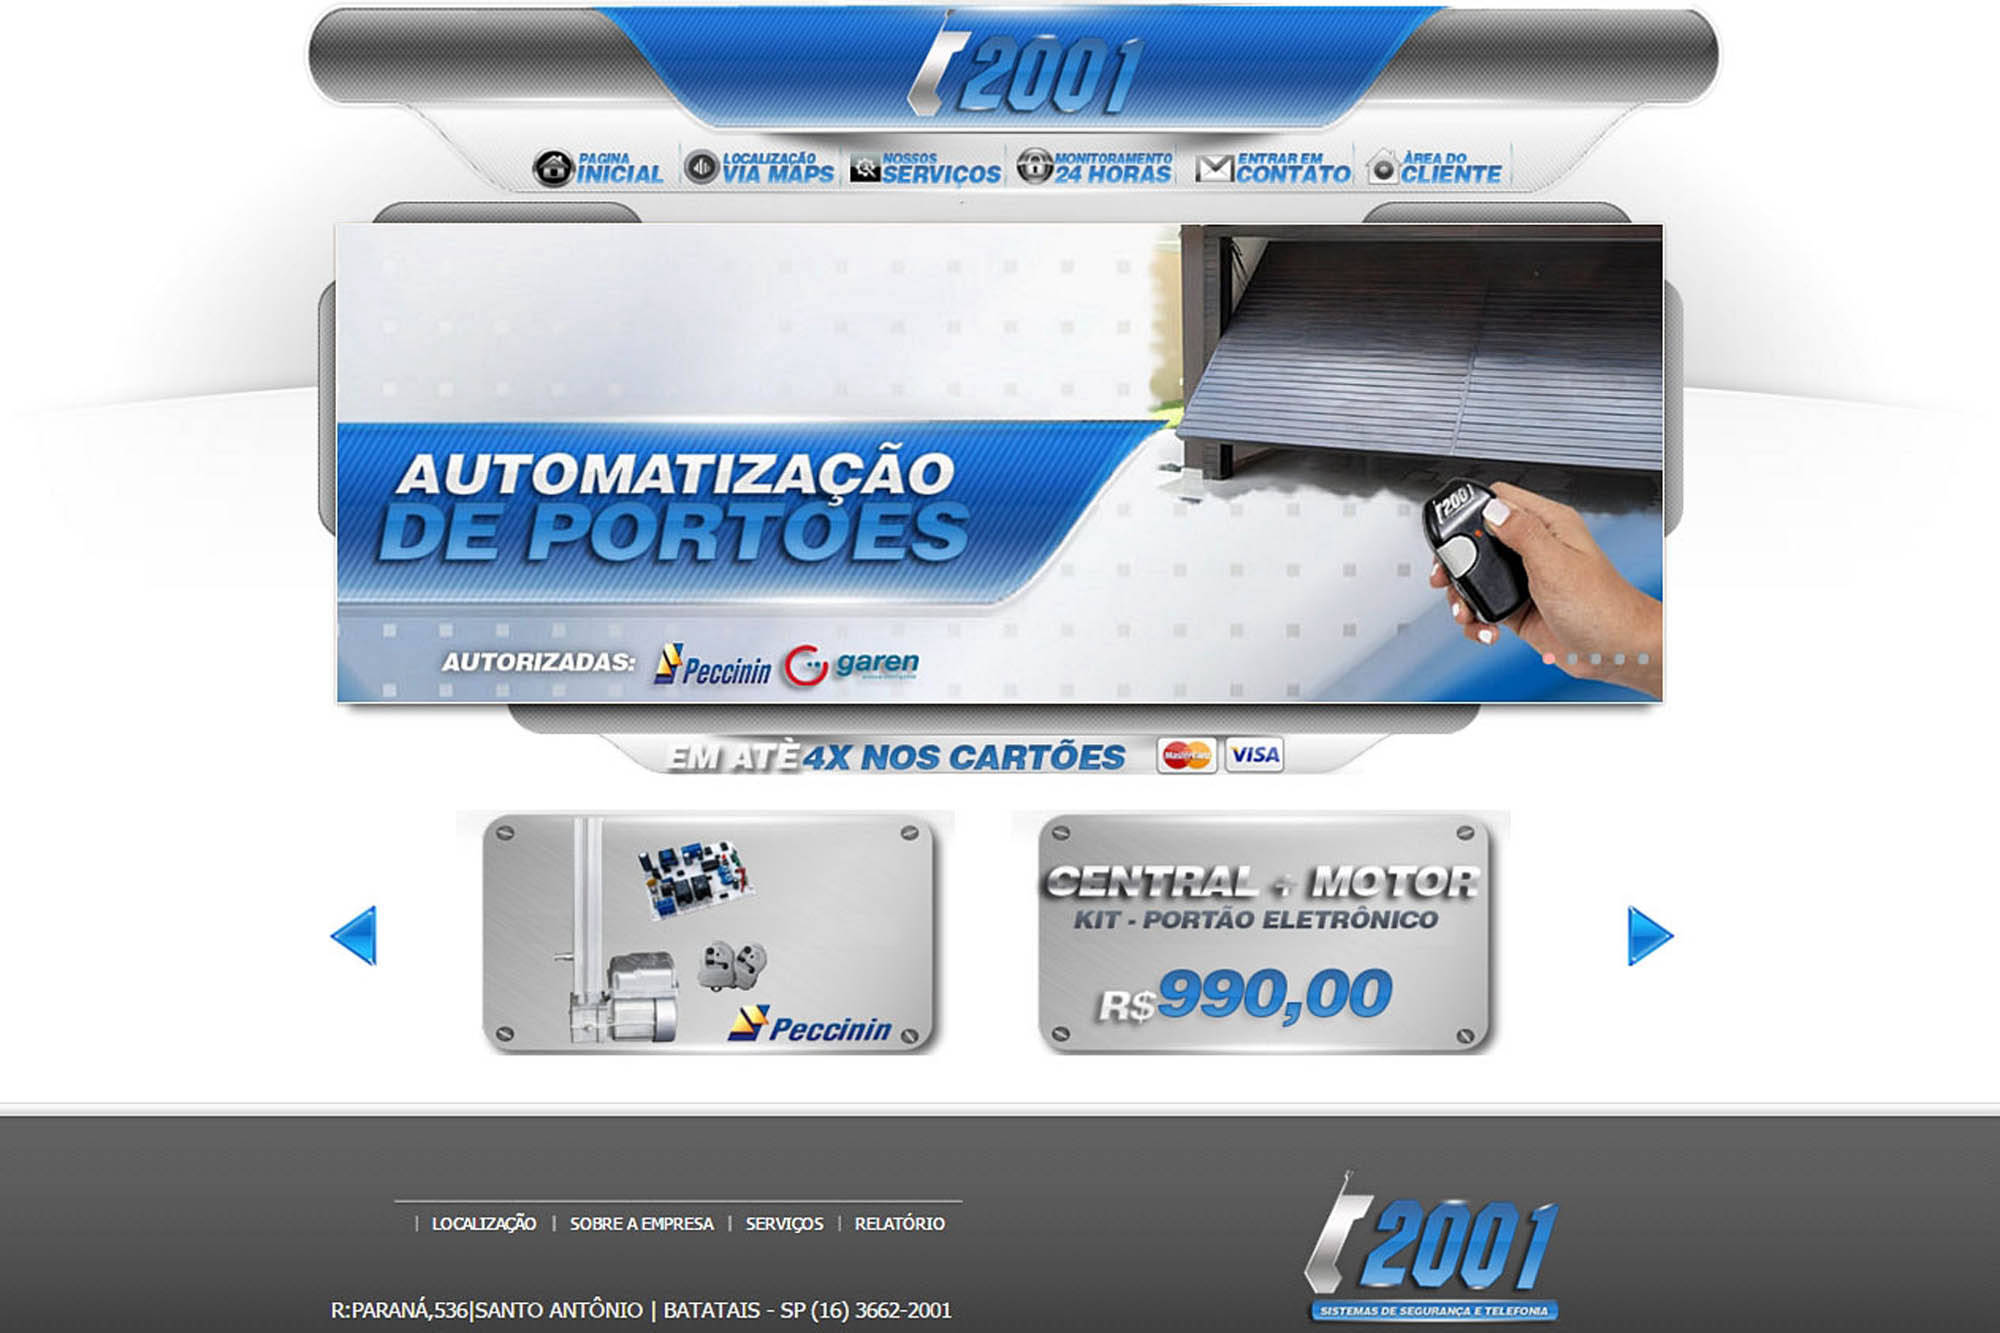 2001
PAGINA
INICIAL
LOCALIZAÇÃO
VIA MAPS
NOSSOS
SERVIÇOS
MONITORAMENTO
24 HORAS
ENTRAR EM
CONTATO
ÀREA DO
CLIENTE
AUTOMATIZAÇÃO
DE PORTÕES
2001
AUTORIZADAS:
Peccinin
garen
EM ATÈ 4X NOS CARTÕES
MasterCard
VISA
Peccinin
CENTRAL + MOTOR
KIT - PORTÃO ELETRÔNICO
R$990,00
| LOCALIZAÇÃO | SOBRE A EMPRESA | SERVIÇOS | RELATÓRIO
R:PARANÁ,536|SANTO ANTÔNIO | BATATAIS - SP (16) 3662-2001
2001
SISTEMAS DE SEGURANÇA E TELEFONIA